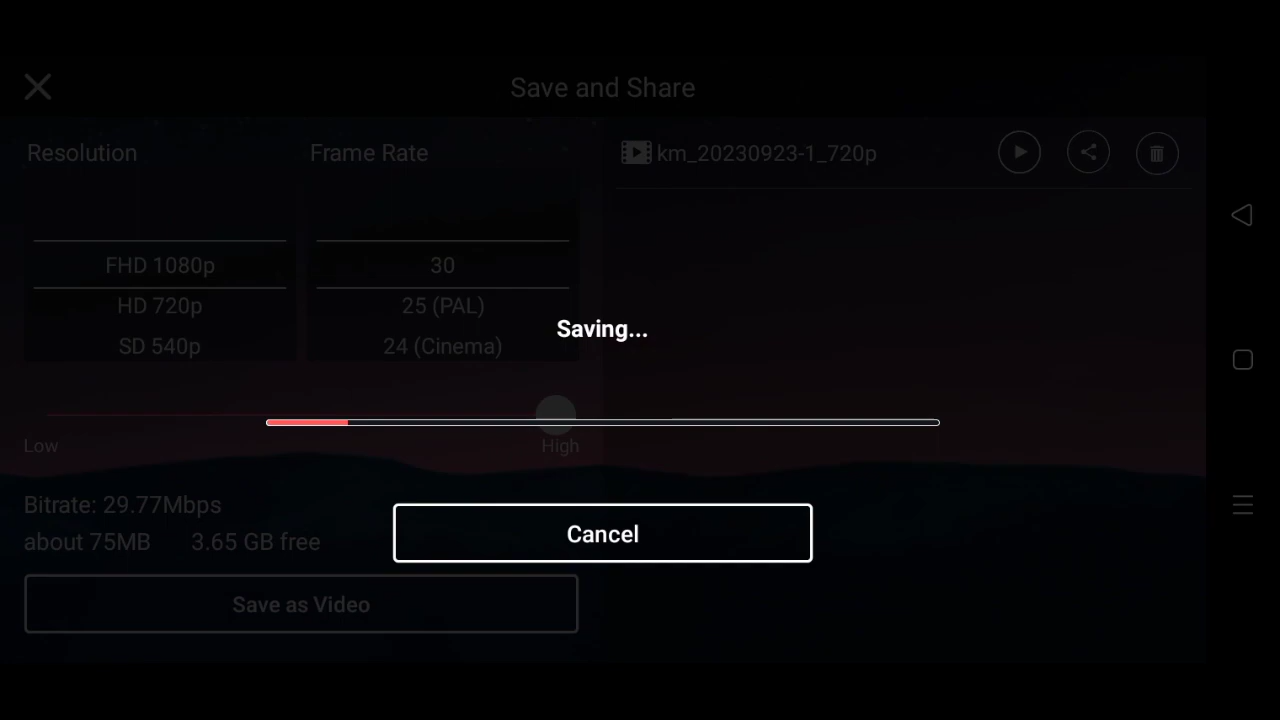 Save and Share
Resolution
Frame Rate
km_20230923-1_720p
FHD 1080p
30
HD 720p
25 (PAL)
SD 540p
24 (Cinema)
Saving...
Low
High
Bitrate: 29.77Mbps
about 75MB
3.65 GB free
Cancel
Save as Video